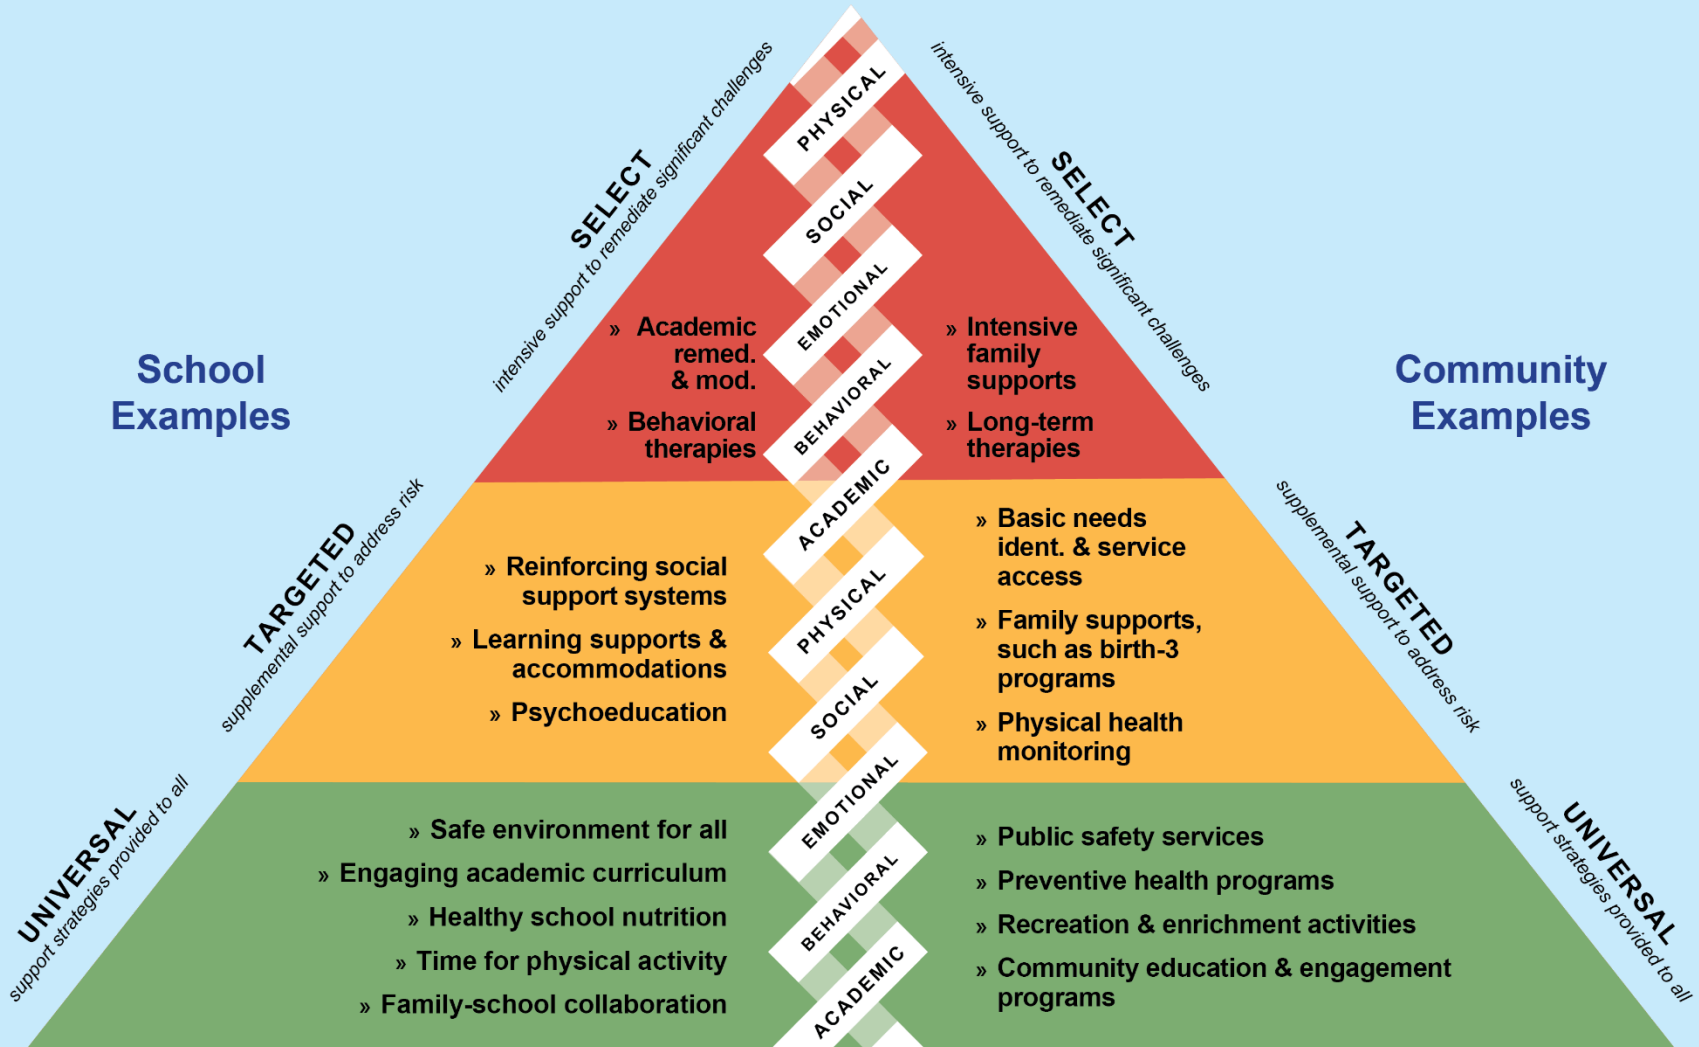 School
Examples
Community
Examples
SELECT
intensive support to remediate significant challenges
SELECT
intensive support to remediate significant challenges
» Academic
remed.
& mod.
» Behavioral
therapies
» Intensive
family
supports
» Long-term
therapies
TARGETED
supplemental support to address risk
TARGETED
supplemental support to address risk
» Reinforcing social
support systems
» Learning supports &
accommodations
» Psychoeducation
» Basic needs
ident. & service
access
» Family supports,
such as birth-3
programs
» Physical health
monitoring
UNIVERSAL
support strategies provided to all
UNIVERSAL
support strategies provided to all
» Safe environment for all
» Engaging academic curriculum
» Healthy school nutrition
» Time for physical activity
» Family-school collaboration
» Public safety services
» Preventive health programs
» Recreation & enrichment activities
» Community education & engagement
programs
PHYSICAL
SOCIAL
EMOTIONAL
BEHAVIORAL
ACADEMIC
PHYSICAL
SOCIAL
EMOTIONAL
BEHAVIORAL
ACADEMIC